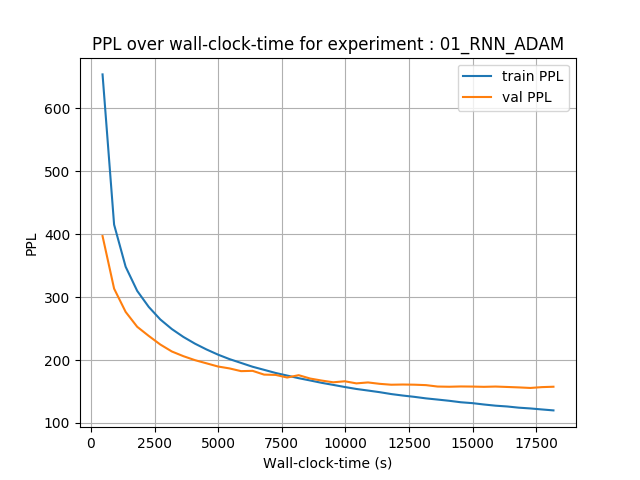 PPL over wall-clock-time for experiment : 01_RNN_ADAM
train PPL
val PPL
600
500
400
300
200
100
PPL
0
2500
5000
7500
10000
12500
15000
17500
Wall-clock-time (s)